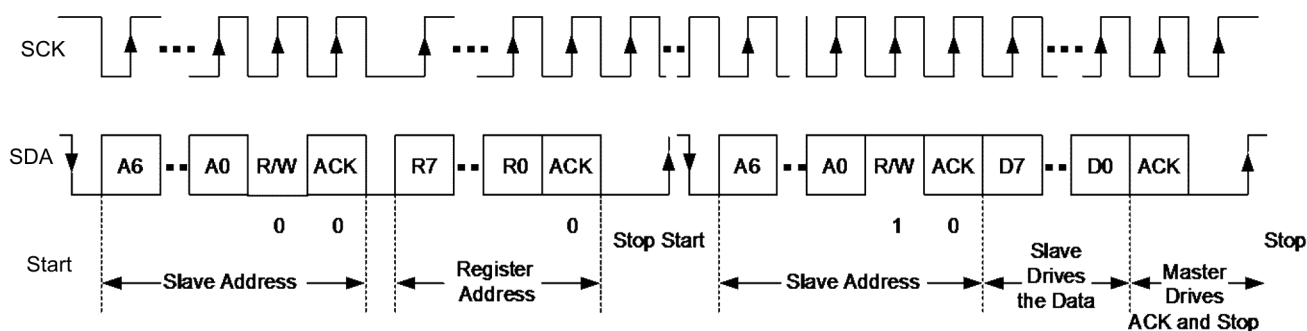 SCK
SDA
A6 A0 R/W ACK R7 R0 ACK A6 A0 R/W ACK D7 D0 ACK
0 0 0 1 0
Start
Stop Start
Stop
Slave Address
Register
Address
Slave Address
Slave
Drives
the Data
Master
Drives
ACK and Stop